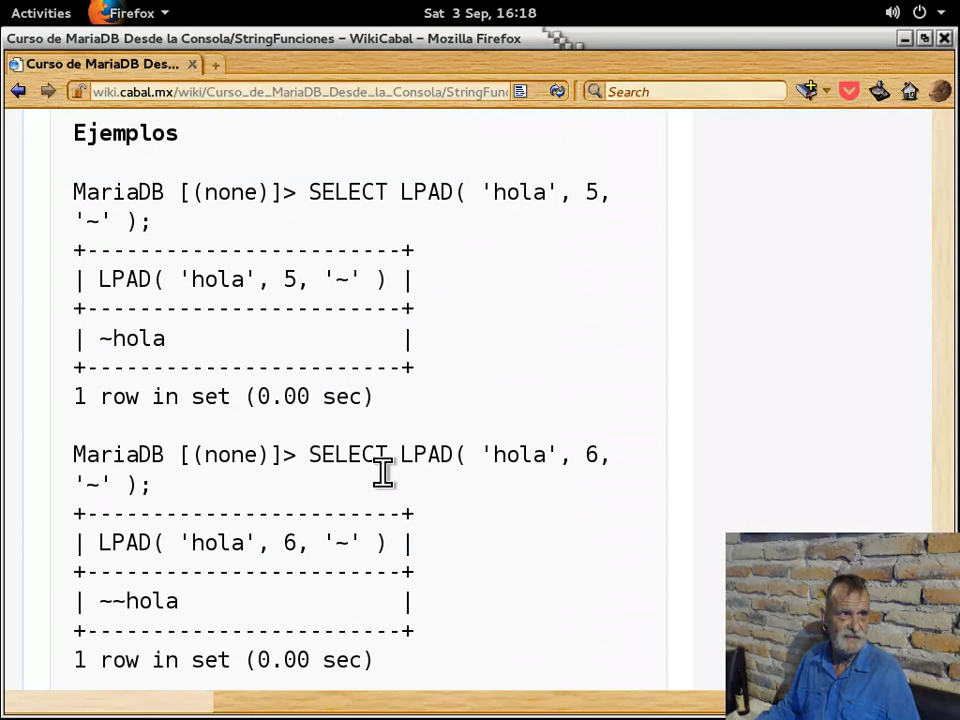 Activities Firefox Sat 3 Sep, 16:18
Curso de MariaDB Desde la Consola/StringFunciones – WikiCabal – Mozilla Firefox
Curso de MariaDB Des...
wiki.cabal.mx/wiki/Curso_de_MariaDB_Desde_la_Consola/StringFunc Search
Ejemplos
MariaDB [(none)]> SELECT LPAD( 'hola', 5,
'~' );
+------------------------+
| LPAD( 'hola', 5, '~' ) |
+------------------------+
| ~hola                  |
+------------------------+
1 row in set (0.00 sec)
MariaDB [(none)]> SELECT LPAD( 'hola', 6,
'~' );
+------------------------+
| LPAD( 'hola', 6, '~' ) |
+------------------------+
| ~~hola                 |
+------------------------+
1 row in set (0.00 sec)